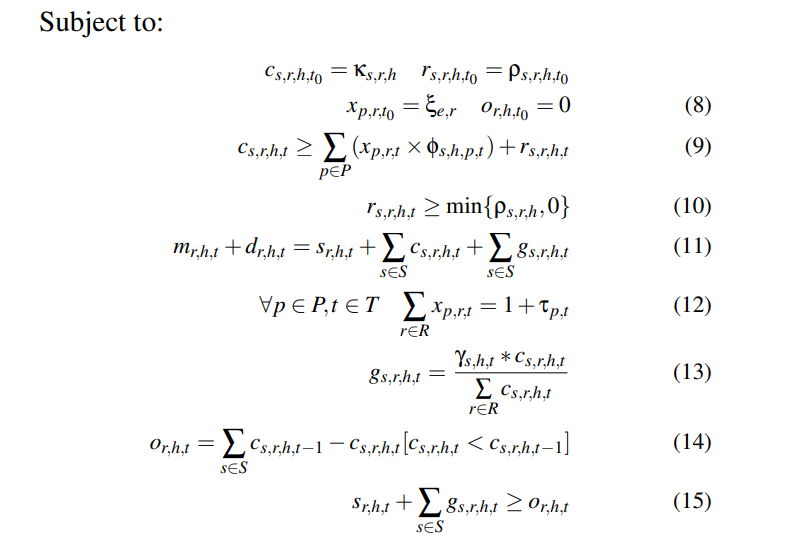 Subject to:
c_{s,r,h,t_0} = κ_{s,r,h}   r_{s,r,h,t_0} = ρ_{s,r,h,t_0}
x_{p,r,t_0} = ξ_{e,r}   o_{r,h,t_0} = 0   (8)
c_{s,r,h,t} ≥ ∑_{p∈P} (x_{p,r,t} × ϕ_{s,h,p,t}) + r_{s,r,h,t}   (9)
r_{s,r,h,t} ≥ min{ρ_{s,r,h}, 0}   (10)
m_{r,h,t} + d_{r,h,t} = s_{r,h,t} + ∑_{s∈S} c_{s,r,h,t} + ∑_{s∈S} g_{s,r,h,t}   (11)
∀p ∈ P, t ∈ T   ∑_{r∈R} x_{p,r,t} = 1 + τ_{p,t}   (12)
g_{s,r,h,t} = \frac{γ_{s,h,t} * c_{s,r,h,t}}{∑_{r∈R} c_{s,r,h,t}}   (13)
o_{r,h,t} = ∑_{s∈S} c_{s,r,h,t−1} − c_{s,r,h,t} [c_{s,r,h,t} < c_{s,r,h,t−1}]   (14)
s_{r,h,t} + ∑_{s∈S} g_{s,r,h,t} ≥ o_{r,h,t}   (15)